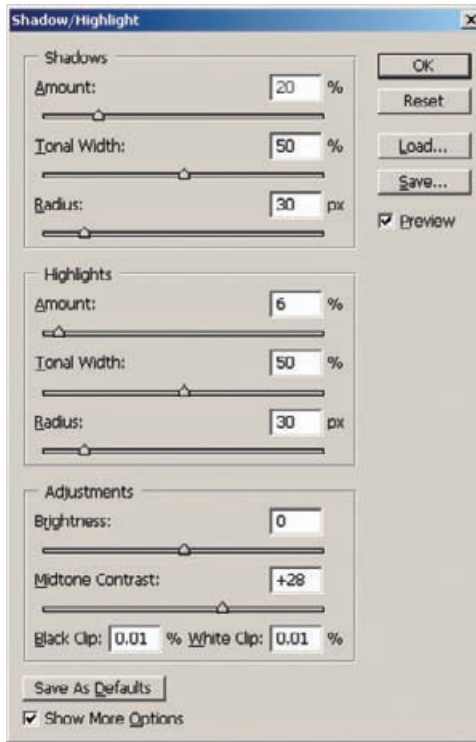 Shadow/Highlight
Shadows
Amount: 20 %
Tonal Width: 50 %
Radius: 30 px
Highlights
Amount: 6 %
Tonal Width: 50 %
Radius: 30 px
Adjustments
Brightness: 0
Midtone Contrast: +28
Black Clip: 0.01 % White Clip: 0.01 %
Save As Defaults
Show More Options
OK
Reset
Load...
Save...
Preview